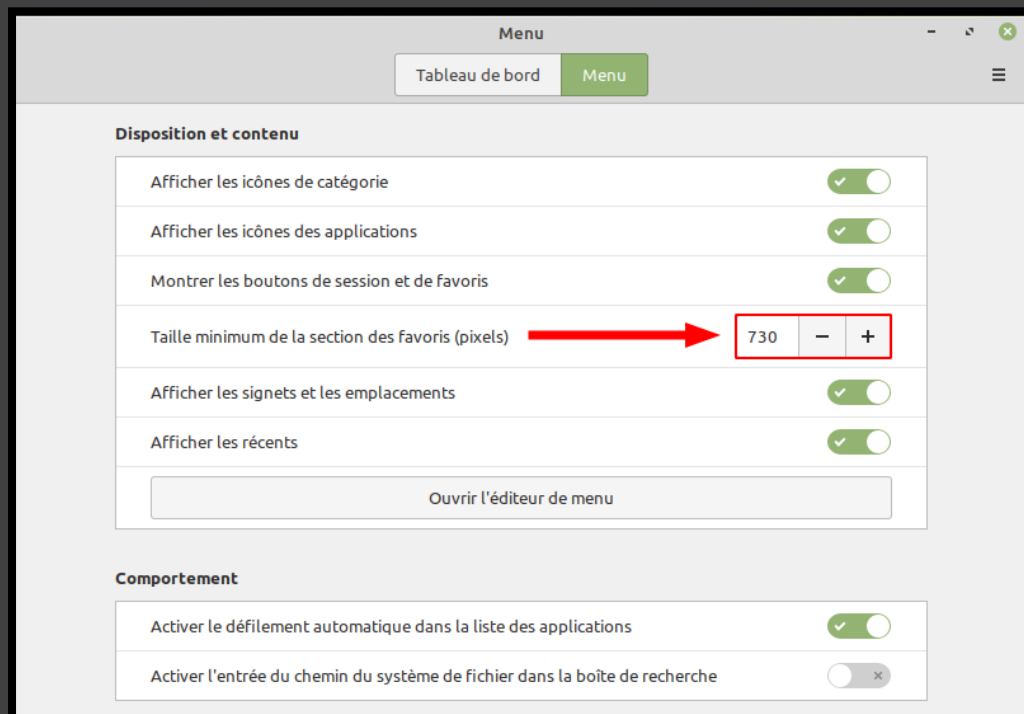 Menu
Tableau de bord
Menu
Disposition et contenu
Afficher les icônes de catégorie
Afficher les icônes des applications
Montrer les boutons de session et de favoris
Taille minimum de la section des favoris (pixels) 730 − +
Afficher les signets et les emplacements
Afficher les récents
Ouvrir l'éditeur de menu
Comportement
Activer le défilement automatique dans la liste des applications
Activer l'entrée du chemin du système de fichier dans la boîte de recherche